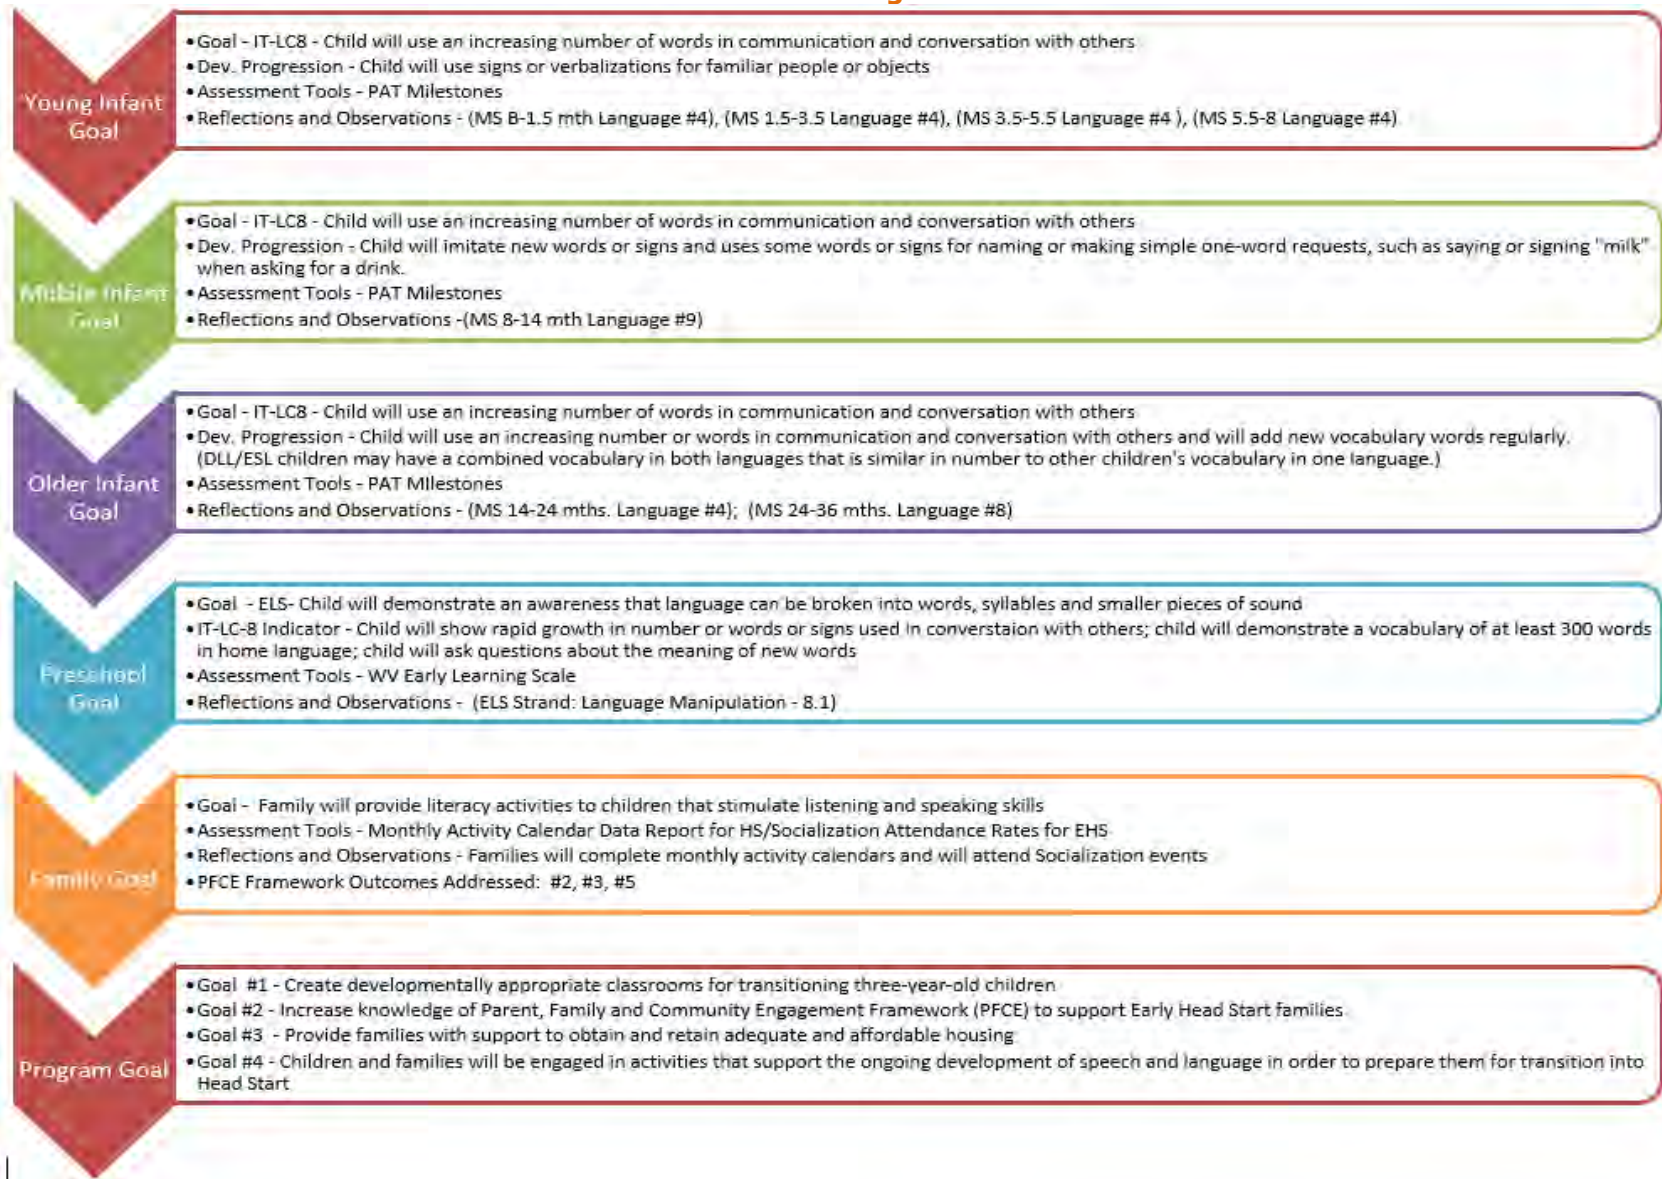 Young Infant
Goal
•Goal - IT-LC8 - Child will use an increasing number of words in communication and conversation with others
•Dev. Progression - Child will use signs or verbalizations for familiar people or objects
•Assessment Tools - PAT Milestones
•Reflections and Observations - (MS B-1.5 mth Language #4), (MS 1.5-3.5 Language #4), (MS 3.5-5.5 Language #4 ), (MS 5.5-8 Language #4)
Mobile Infant
Goal
•Goal - IT-LC8 - Child will use an increasing number of words in communication and conversation with others
•Dev. Progression - Child will imitate new words or signs and uses some words or signs for naming or making simple one-word requests, such as saying or signing "milk"
when asking for a drink.
•Assessment Tools - PAT Milestones
•Reflections and Observations -(MS 8-14 mth Language #9)
Older Infant
Goal
•Goal - IT-LC8 - Child will use an increasing number of words in communication and conversation with others
•Dev. Progression - Child will use an increasing number or words in communication and conversation with others and will add new vocabulary words regularly.
(DLL/ESL children may have a combined vocabulary in both languages that is similar in number to other children's vocabulary in one language.)
•Assessment Tools - PAT MIlestones
•Reflections and Observations - (MS 14-24 mths. Language #4); (MS 24-36 mths. Language #8)
Preschool
Goal
•Goal - ELS- Child will demonstrate an awareness that language can be broken into words, syllables and smaller pieces of sound
•IT-LC-8 Indicator - Child will show rapid growth in number or words or signs used in converstaion with others; child will demonstrate a vocabulary of at least 300 words
in home language; child will ask questions about the meaning of new words
•Assessment Tools - WV Early Learning Scale
•Reflections and Observations - (ELS Strand: Language Manipulation - 8.1)
Family Goal
•Goal - Family will provide literacy activities to children that stimulate listening and speaking skills
•Assessment Tools - Monthly Activity Calendar Data Report for HS/Socialization Attendance Rates for EHS
•Reflections and Observations - Families will complete monthly activity calendars and will attend Socialization events
•PFCE Framework Outcomes Addressed: #2, #3, #5
Program Goal
•Goal #1 - Create developmentally appropriate classrooms for transitioning three-year-old children
•Goal #2 - Increase knowledge of Parent, Family and Community Engagement Framework (PFCE) to support Early Head Start families
•Goal #3 - Provide families with support to obtain and retain adequate and affordable housing
•Goal #4 - Children and families will be engaged in activities that support the ongoing development of speech and language in order to prepare them for transition into
Head Start